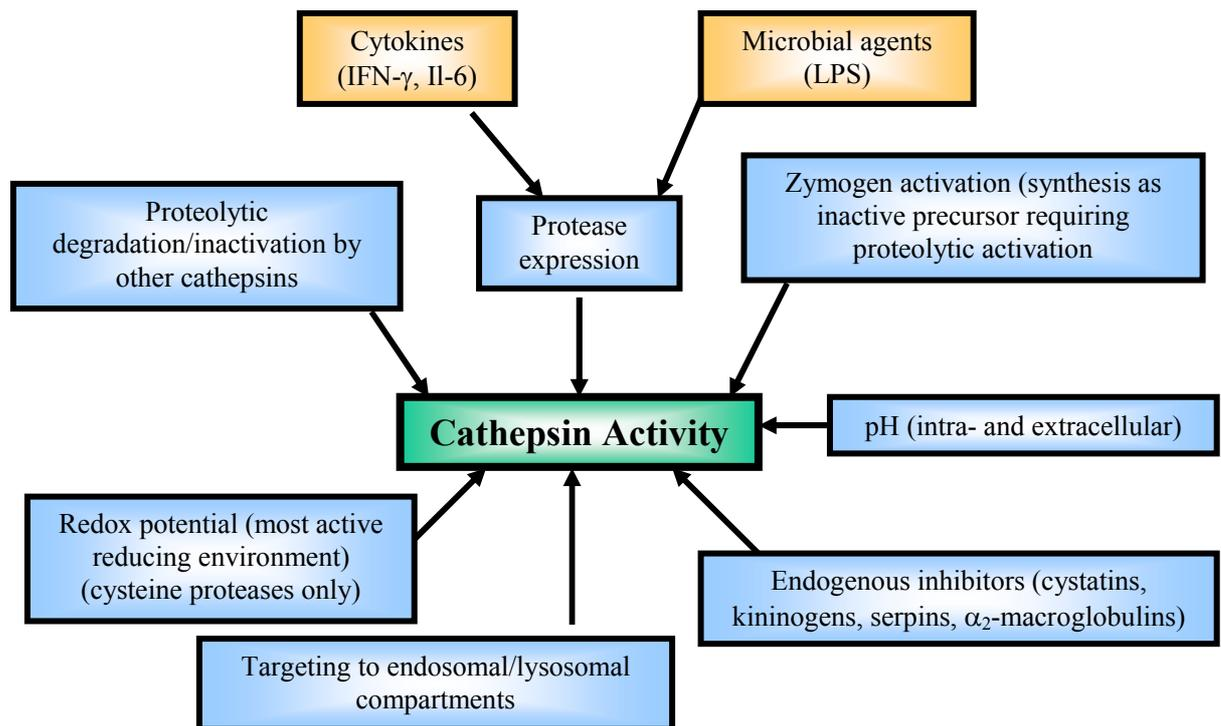 Cytokines
(IFN-γ, Il-6)
Microbial agents
(LPS)
Proteolytic
degradation/inactivation by
other cathepsins
Protease
expression
Zymogen activation (synthesis as
inactive precursor requiring
proteolytic activation
Cathepsin Activity
pH (intra- and extracellular)
Redox potential (most active
reducing environment)
(cysteine proteases only)
Endogenous inhibitors (cystatins,
kininogens, serpins, α₂-macroglobulins)
Targeting to endosomal/lysosomal
compartments